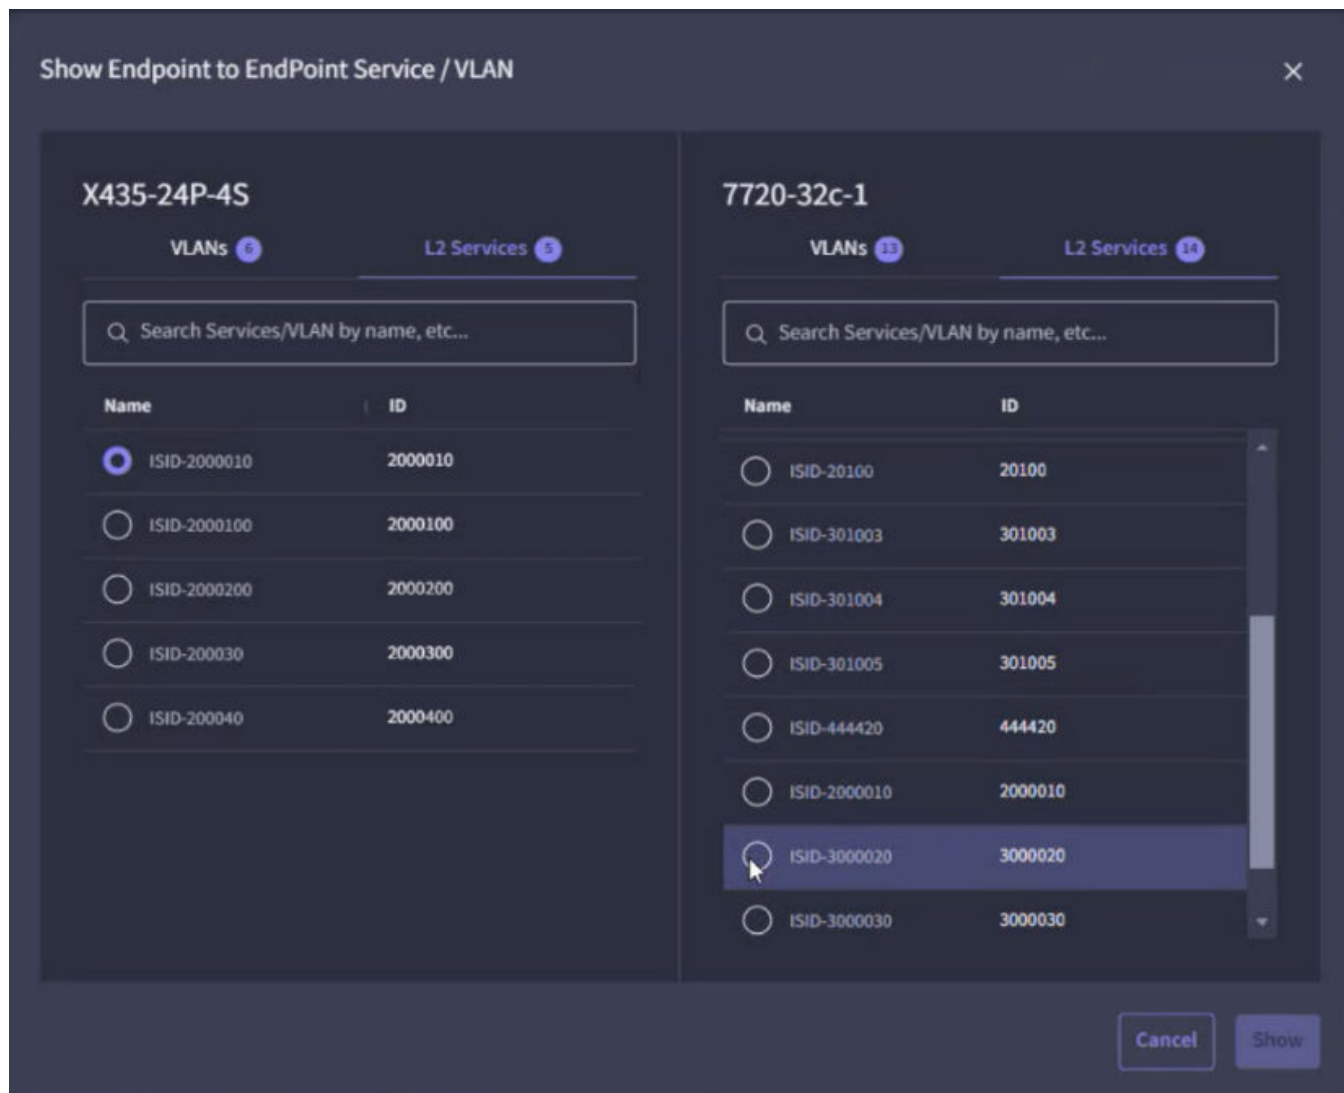 Show Endpoint to EndPoint Service / VLAN
X435-24P-4S
VLANs 6 L2 Services 5
Search Services/VLAN by name, etc...
Name ID
ISID-2000010 2000010
ISID-2000100 2000100
ISID-2000200 2000200
ISID-200030 2000300
ISID-200040 2000400
7720-32c-1
VLANs 13 L2 Services 14
Search Services/VLAN by name, etc...
Name ID
ISID-20100 20100
ISID-301003 301003
ISID-301004 301004
ISID-301005 301005
ISID-444420 444420
ISID-2000010 2000010
ISID-3000020 3000020
ISID-3000030 3000030
Cancel Show